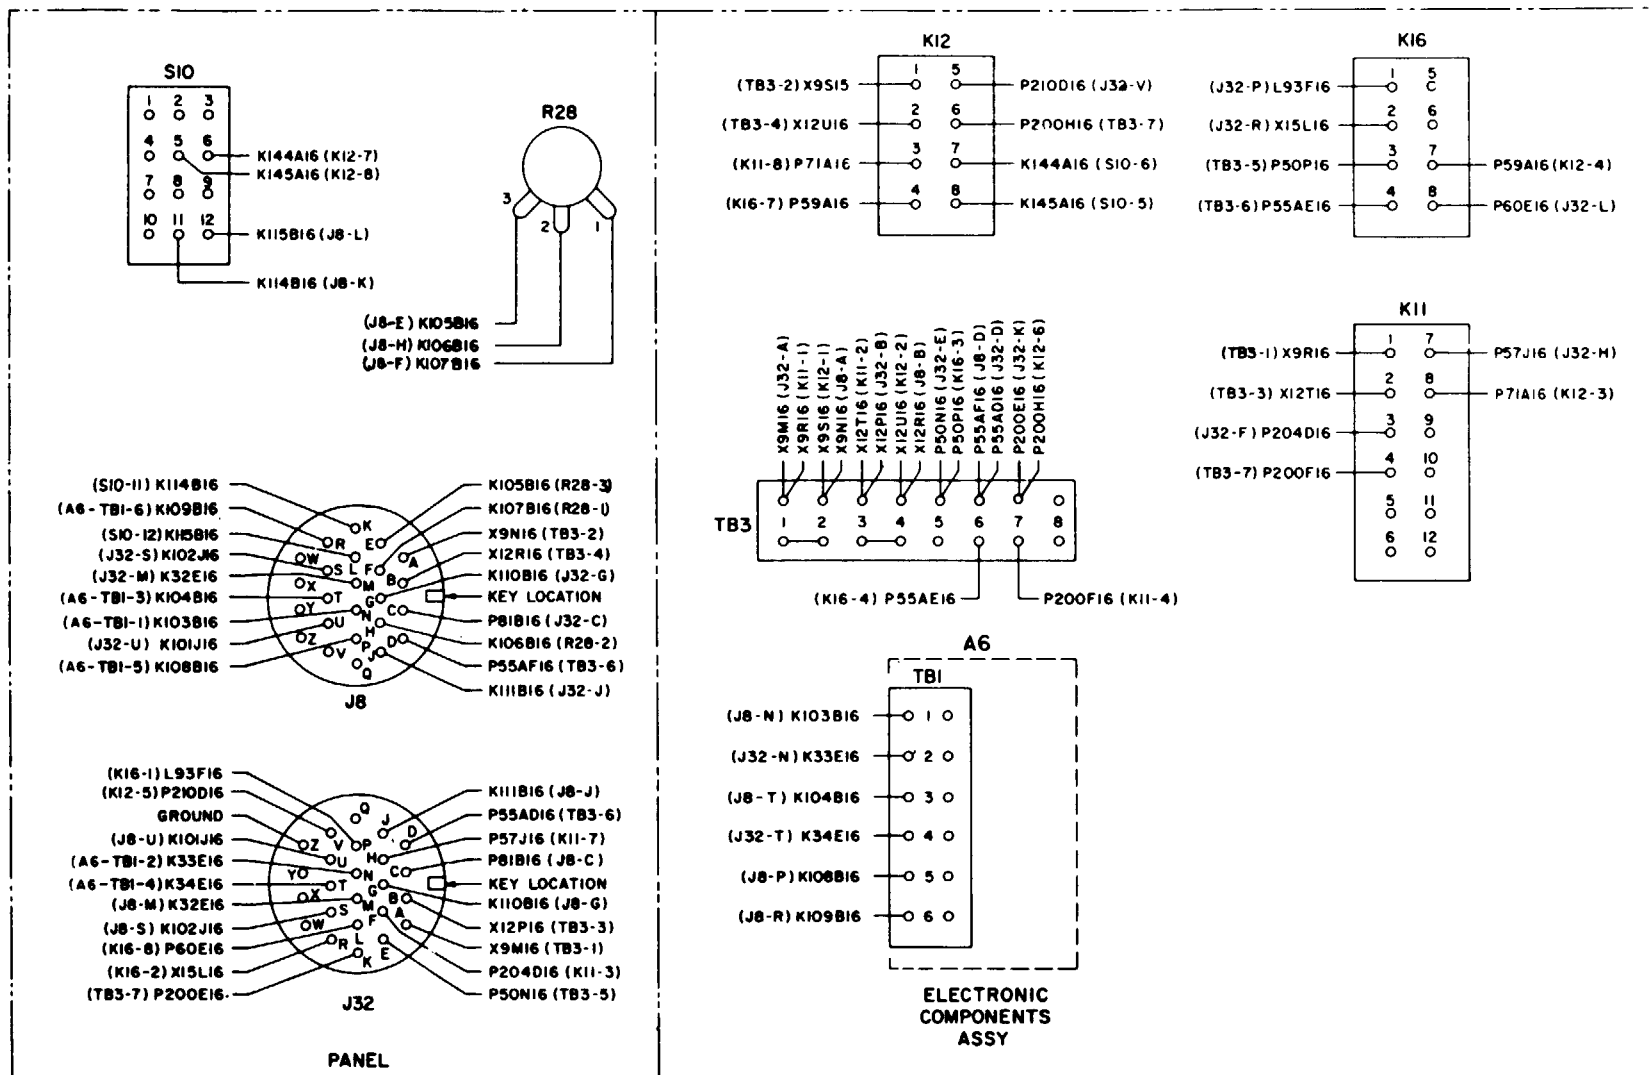 S10
1 2 3
4 5 6
7 8 9
10 11 12
K144A16 (K12-7)
K145A16 (K12-8)
K115B16 (J8-L)
K114B16 (J8-K)
R28
3
2
1
(J8-E) K105B16
(J8-H) K106B16
(J8-F) K107B16
(S10-11) K114B16
(A6-TB1-6) K109B16
(S10-12) K115B16
(J32-S) K102J16
(J32-M) K32E16
(A6-TB1-3) K104B16
(A6-TB1-1) K103B16
(J32-U) K101J16
(A6-TB1-5) K108B16
K
R E
W A
S L F
M B
X
T G
C
Y N
U H
D
Z P
V J
Q
K105B16 (R28-3)
K107B16 (R28-1)
X9N16 (TB3-2)
X12R16 (TB3-4)
K110B16 (J32-G)
KEY LOCATION
P81B16 (J32-C)
K106B16 (R28-2)
P55AF16 (TB3-6)
K111B16 (J32-J)
J8
(K16-1) L93F16
(K12-5) P210D16
GROUND
(J8-U) K101J16
(A6-TB1-2) K33E16
(A6-TB1-4) K34E16
(J8-M) K32E16
(J8-S) K102J16
(K16-8) P60E16
(K16-2) X15L16
(TB3-7) P200E16
Q
J
D
Z V P
U H
Y N C
T G
X M B
S F A
W
R L E
K
K111B16 (J8-J)
P55AD16 (TB3-6)
P57J16 (K11-7)
P81B16 (J8-C)
KEY LOCATION
K110B16 (J8-G)
X12P16 (TB3-3)
X9M16 (TB3-1)
P204D16 (K11-3)
P50N16 (TB3-5)
J32
PANEL
K12
(TB3-2) X9S15 1 5 P210D16 (J32-V)
(TB3-4) X12U16 2 6 P200H16 (TB3-7)
(K11-8) P71A16 3 7 K144A16 (S10-6)
(K16-7) P59A16 4 8 K145A16 (S10-5)
K16
(J32-P) L93F16 1 5
(J32-R) X15L16 2 6
(TB3-5) P50P16 3 7 P59A16 (K12-4)
(TB3-6) P55AE16 4 8 P60E16 (J32-L)
X9M16 (J32-A)
X9R16 (K11-1)
X9S16 (K12-1)
X9N16 (J8-A)
X12T16 (K11-2)
X12P16 (J32-B)
X12U16 (K12-2)
X12R16 (J8-B)
P50N16 (J32-E)
P50P16 (K16-3)
P55AF16 (J8-D)
P55AD16 (J32-D)
P200E16 (J32-K)
P200H16 (K12-6)
TB3 1 2 3 4 5 6 7 8
(K16-4) P55AE16
P200F16 (K11-4)
K11
(TB3-1) X9R16 1 7 P57J16 (J32-H)
(TB3-3) X12T16 2 8 P71A16 (K12-3)
(J32-F) P204D16 3 9
(TB3-7) P200F16 4 10
5 11
6 12
A6
TB1
(J8-N) K103B16 1
(J32-N) K33E16 2
(J8-T) K104B16 3
(J32-T) K34E16 4
(J8-P) K108B16 5
(J8-R) K109B16 6
ELECTRONIC
COMPONENTS
ASSY